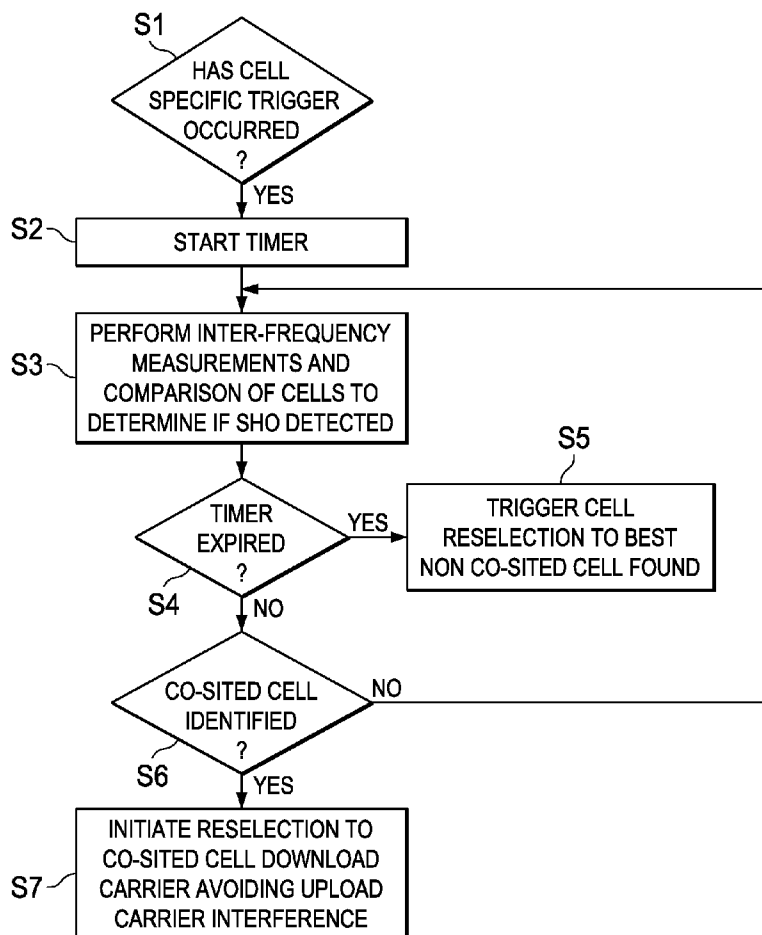 S1
HAS CELL
SPECIFIC TRIGGER
OCCURRED
?
YES
S2
START TIMER
S3
PERFORM INTER-FREQUENCY
MEASUREMENTS AND
COMPARISON OF CELLS TO
DETERMINE IF SHO DETECTED
S4
TIMER
EXPIRED
?
YES
NO
S5
TRIGGER CELL
RESELECTION TO BEST
NON CO-SITED CELL FOUND
S6
CO-SITED CELL
IDENTIFIED
?
NO
YES
S7
INITIATE RESELECTION TO
CO-SITED CELL DOWNLOAD
CARRIER AVOIDING UPLOAD
CARRIER INTERFERENCE